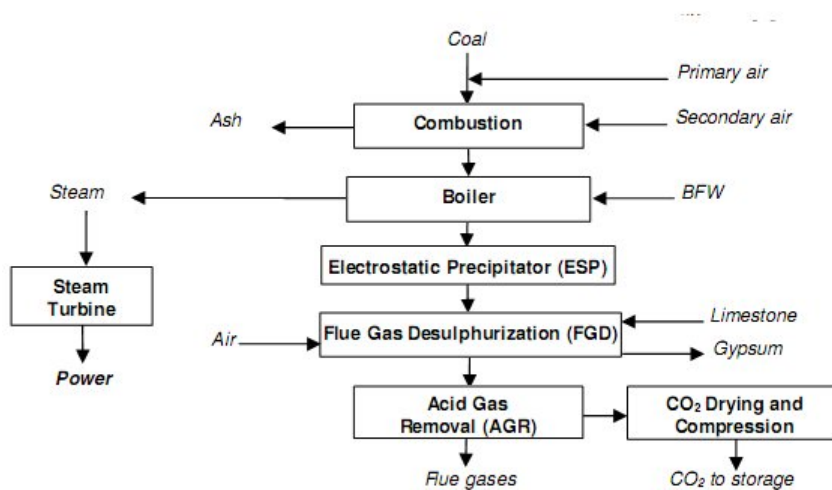 Coal
Primary air
Ash
Combustion
Secondary air
Steam
Boiler
BFW
Electrostatic Precipitator (ESP)
Steam
Turbine
Limestone
Air
Flue Gas Desulphurization (FGD)
Gypsum
Power
Acid Gas
Removal (AGR)
CO₂ Drying and
Compression
Flue gases
CO₂ to storage